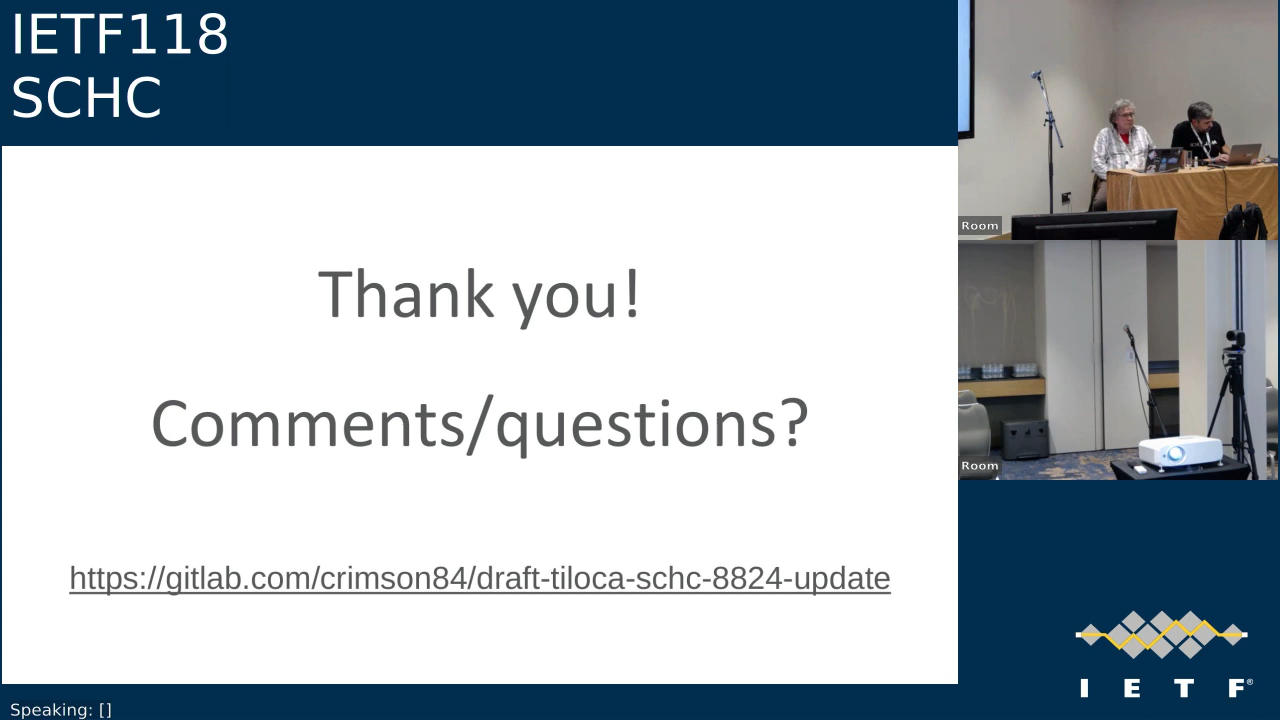 IETF118
SCHC
Thank you!
Comments/questions?
https://gitlab.com/crimson84/draft-tiloca-schc-8824-update
Room
Room
I E T F®
Speaking: []